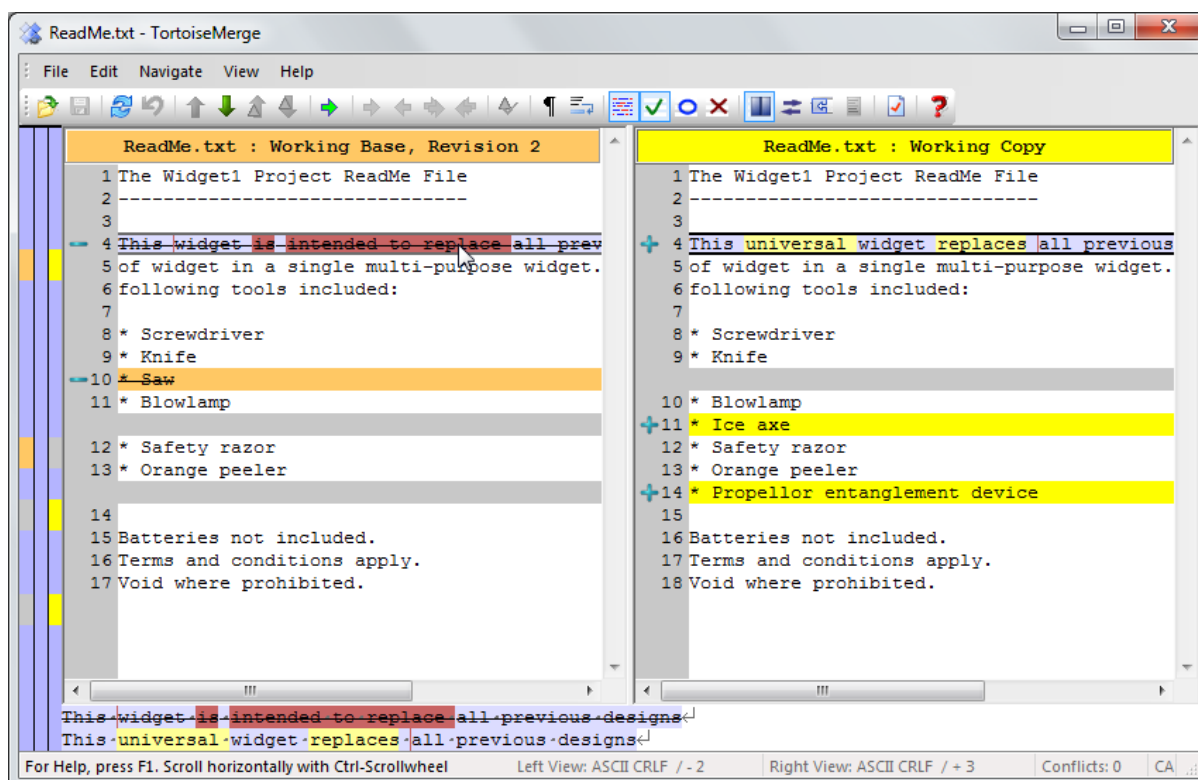 ReadMe.txt - TortoiseMerge
File Edit Navigate View Help
ReadMe.txt : Working Base, Revision 2
1 The Widget1 Project ReadMe File
2 -------------------------------
3
4 This widget is intended to replace all prev
5 of widget in a single multi-purpose widget.
6 following tools included:
7
8 * Screwdriver
9 * Knife
10 * Saw
11 * Blowlamp
12 * Safety razor
13 * Orange peeler
14
15 Batteries not included.
16 Terms and conditions apply.
17 Void where prohibited.
ReadMe.txt : Working Copy
1 The Widget1 Project ReadMe File
2 -------------------------------
3
4 This universal widget replaces all previous
5 of widget in a single multi-purpose widget.
6 following tools included:
7
8 * Screwdriver
9 * Knife
10 * Blowlamp
11 * Ice axe
12 * Safety razor
13 * Orange peeler
14 * Propellor entanglement device
15
16 Batteries not included.
17 Terms and conditions apply.
18 Void where prohibited.
This widget is intended to replace all previous designs
This universal widget replaces all previous designs
For Help, press F1. Scroll horizontally with Ctrl-Scrollwheel Left View: ASCII CRLF / - 2 Right View: ASCII CRLF / + 3 Conflicts: 0 CA